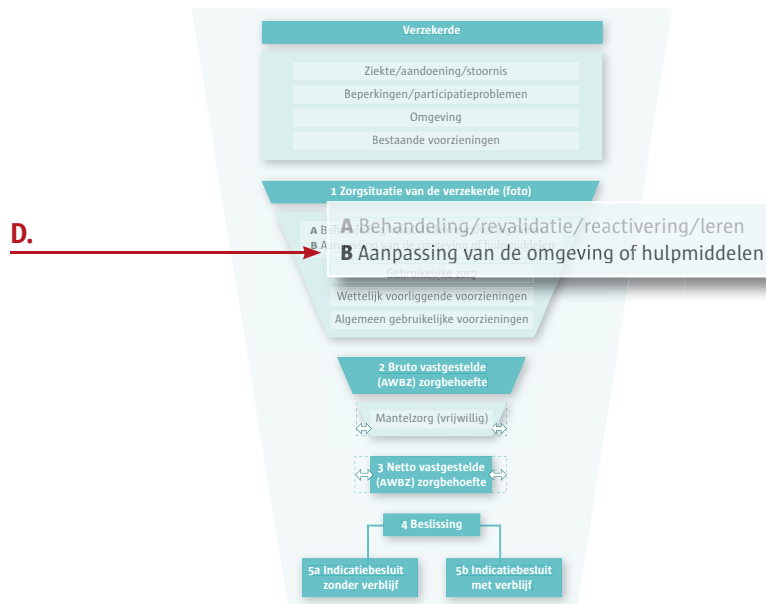 Verzekerde
Ziekte/aandoening/stoornis
Beperkingen/participatieproblemen
Omgeving
Bestaande voorzieningen
1 Zorgsituatie van de verzekerde (foto)
D.
A Behandeling/revalidatie/reactivering/leren
B Aanpassing van de omgeving of hulpmiddelen
Gebruikelijke zorg
Wettelijk voorliggende voorzieningen
Algemeen gebruikelijke voorzieningen
2 Bruto vastgestelde
(AWBZ) zorgbehoefte
Mantelzorg (vrijwillig)
3 Netto vastgestelde
(AWBZ) zorgbehoefte
4 Beslissing
5a Indicatiebesluit
zonder verblijf
5b Indicatiebesluit
met verblijf